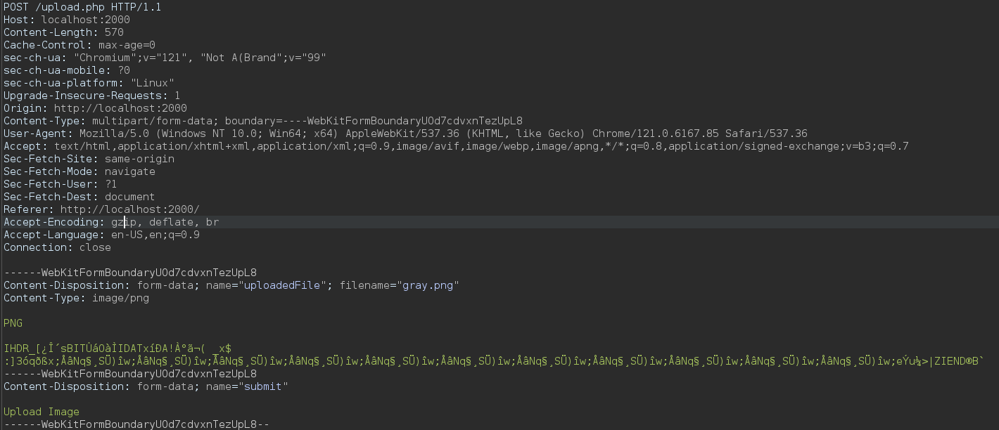 POST /upload.php HTTP/1.1
Host: localhost:2000
Content-Length: 570
Cache-Control: max-age=0
sec-ch-ua: "Chromium";v="121", "Not A(Brand";v="99"
sec-ch-ua-mobile: ?0
sec-ch-ua-platform: "Linux"
Upgrade-Insecure-Requests: 1
Origin: http://localhost:2000
Content-Type: multipart/form-data; boundary=----WebKitFormBoundaryUOd7cdvxnTezUpL8
User-Agent: Mozilla/5.0 (Windows NT 10.0; Win64; x64) AppleWebKit/537.36 (KHTML, like Gecko) Chrome/121.0.6167.85 Safari/537.36
Accept: text/html,application/xhtml+xml,application/xml;q=0.9,image/avif,image/webp,image/apng,*/*;q=0.8,application/signed-exchange;v=b3;q=0.7
Sec-Fetch-Site: same-origin
Sec-Fetch-Mode: navigate
Sec-Fetch-User: ?1
Sec-Fetch-Dest: document
Referer: http://localhost:2000/
Accept-Encoding: gzip, deflate, br
Accept-Language: en-US,en;q=0.9
Connection: close
------WebKitFormBoundaryUOd7cdvxnTezUpL8
Content-Disposition: form-data; name="uploadedFile"; filename="gray.png"
Content-Type: image/png
PNG
IHDR_[¿Î´sBITÛáOàÌIDATxíÐA!À°ã¬( _x$
:]3óqðßx;ÅâNq§¸SÜ)îw;ÅâNq§¸SÜ)îw;ÅâNq§¸SÜ)îw;ÅâNq§¸SÜ)îw;ÅâNq§¸SÜ)îw;ÅâNq§¸SÜ)îw;ÅâNq§¸SÜ)îw;ÅâNq§¸SÜ)îw;ÅâNq§¸SÜ)îw;ÅâNq§¸SÜ)îw;ÅâNq§¸SÜ)îw;eÝu¼>|ZIEND®B`
------WebKitFormBoundaryUOd7cdvxnTezUpL8
Content-Disposition: form-data; name="submit"
Upload Image
------WebKitFormBoundaryUOd7cdvxnTezUpL8--